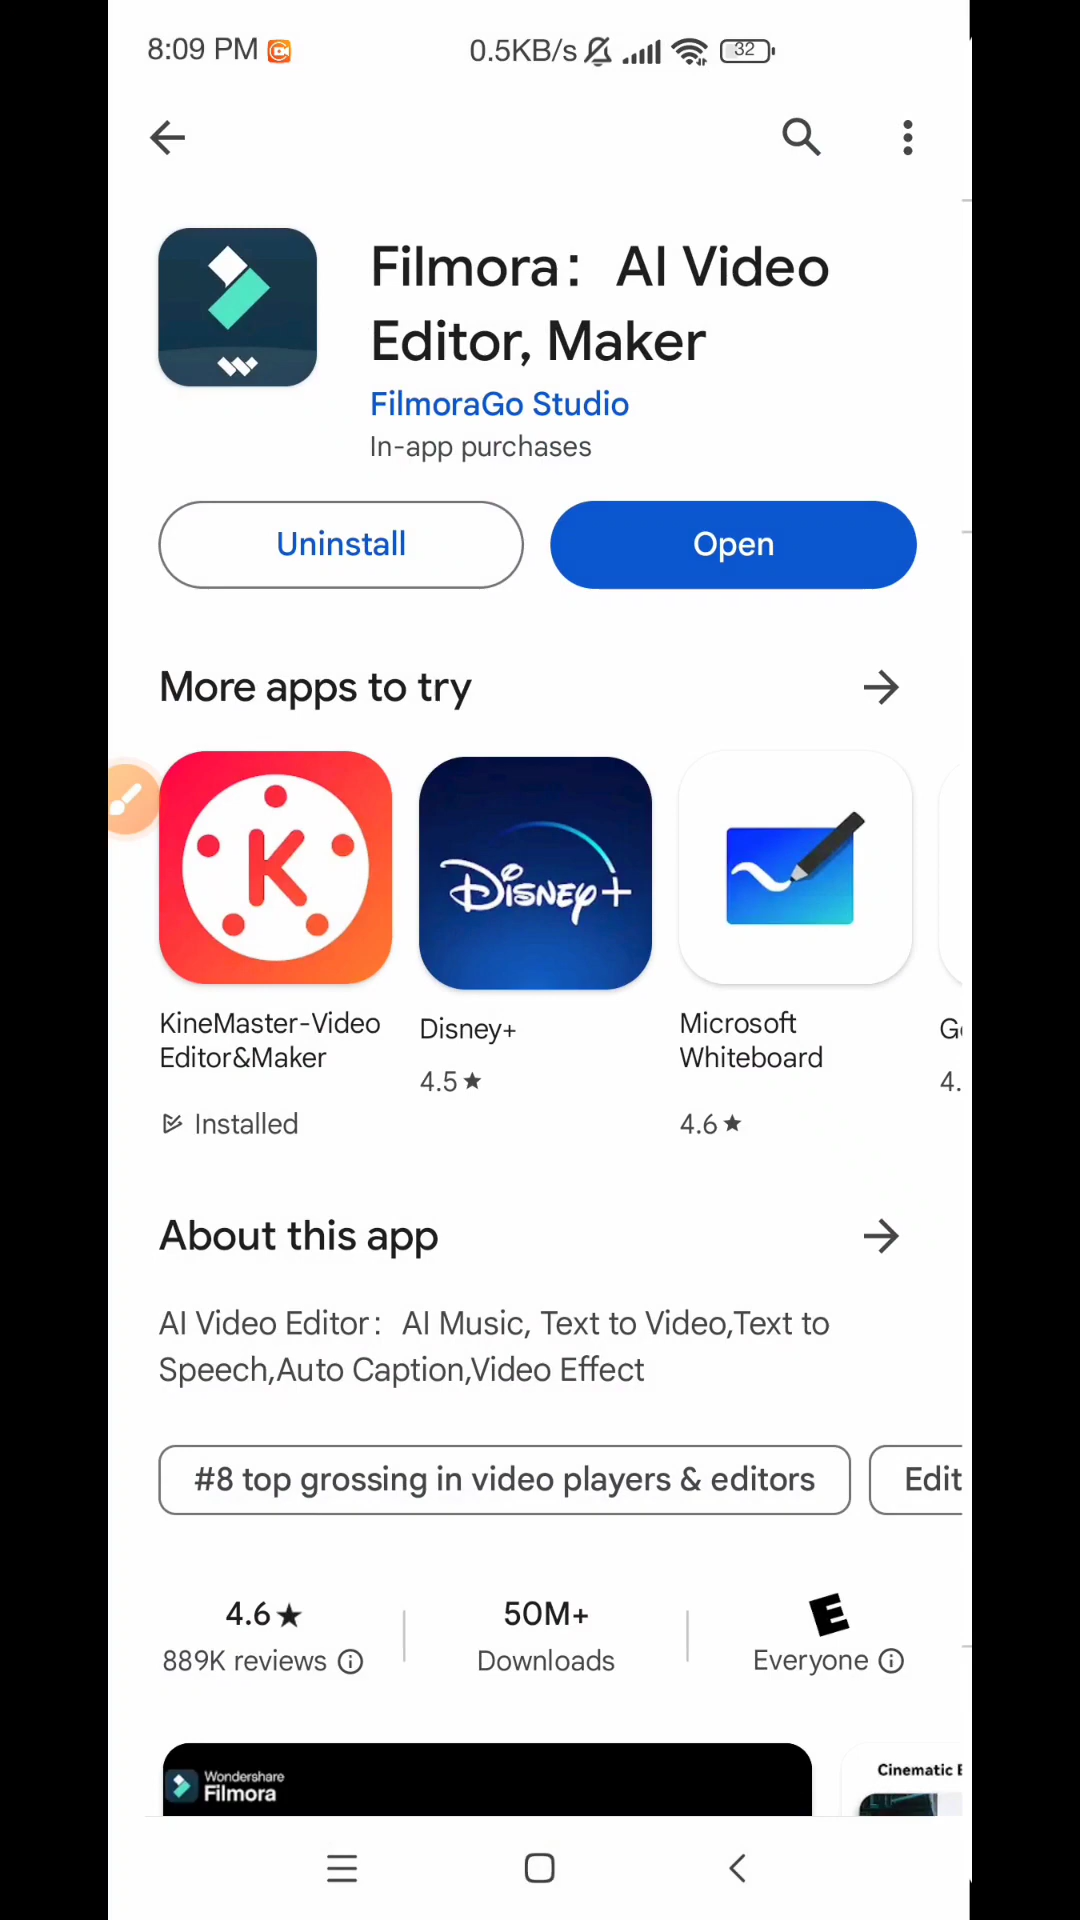 8:09 PM 0.5KB/s 32
Filmora： AI Video
Editor, Maker
FilmoraGo Studio
In-app purchases
Uninstall Open
More apps to try
K Disney+
KineMaster-Video
Editor&Maker
Installed
Disney+
4.5 ★
Microsoft
Whiteboard
4.6 ★
4.
About this app
AI Video Editor： AI Music, Text to Video,Text to
Speech,Auto Caption,Video Effect
#8 top grossing in video players & editors Edit
4.6 ★ 50M+ E
889K reviews Downloads Everyone
Wondershare
Filmora
Cinematic